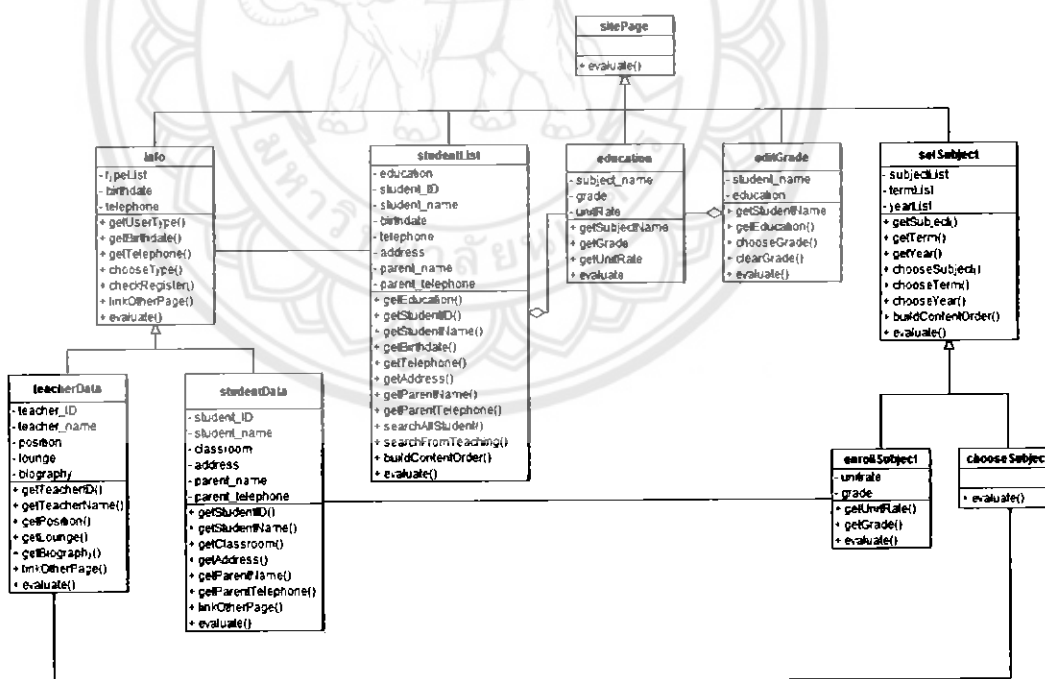 sitePage
+ evaluate()
info
- typeList
- birthdate
- telephone
+ getUserType()
+ getBirthdate()
+ getTelephone()
+ chooseType()
+ checkRegister()
+ linkOtherPage()
+ evaluate()
studentList
- education
- student_ID
- student_name
- birthdate
- telephone
- address
- parent_name
- parent_telephone
+ getEducation()
+ getStudentID()
+ getStudentName()
+ getBirthdate()
+ getTelephone()
+ getAddress()
+ getParentName()
+ getParentTelephone()
+ searchAllStudent()
+ searchFromTeaching()
+ buildContentOrder()
+ evaluate()
education
- subject_name
- grade
- unitRate
+ getSubjectName
+ getGrade
+ getUnitRate
+ evaluate
editGrade
- student_name
- education
+ getStudentName
+ getEducation()
+ chooseGrade()
+ clearGrade()
+ evaluate()
setSubject
- subjectList
- termList
- yearList
+ getSubject()
+ getTerm()
+ getYear()
+ chooseSubject()
+ chooseTerm()
+ chooseYear()
+ buildContentOrder()
+ evaluate()
teacherData
- teacher_ID
- teacher_name
- position
- lounge
- biography
+ getTeacherID()
+ getTeacherName()
+ getPosition()
+ getLounge()
+ getBiography()
+ linkOtherPage()
+ evaluate()
studentData
- student_ID
- student_name
- classroom
- address
- parent_name
- parent_telephone
+ getStudentID()
+ getStudentName()
+ getClassroom()
+ getAddress()
+ getParentName()
+ getParentTelephone()
+ linkOtherPage()
+ evaluate()
enrollSubject
- unitrate
- grade
+ getUnitRate()
+ getGrade()
+ evaluate()
chooseSubject
+ evaluate()